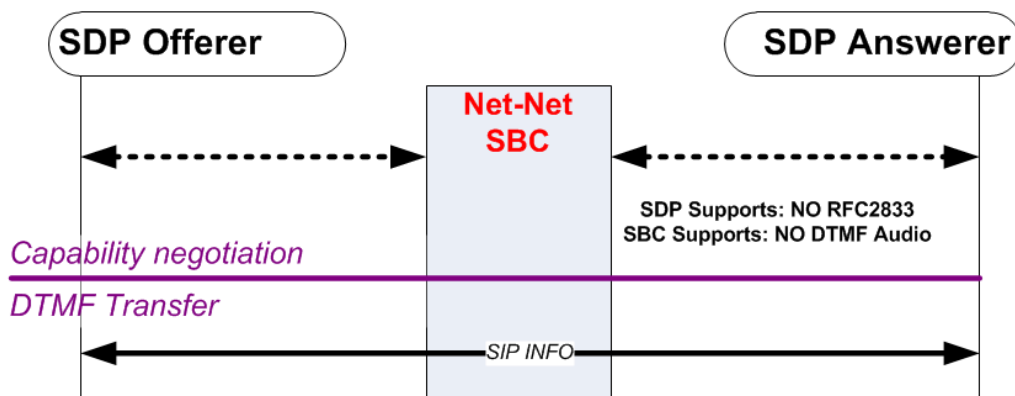 SDP Offerer
SDP Answerer
Net-Net
SBC
SDP Supports: NO RFC2833
SBC Supports: NO DTMF Audio
Capability negotiation
DTMF Transfer
SIP INFO